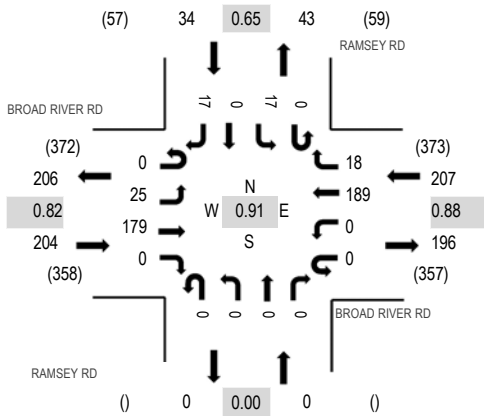 (57) 34 0.65 43 (59)
RAMSEY RD
17 0 17 0
BROAD RIVER RD
(372) (373)
0 18
206 207
25 N 189
0.82 W 0.91 E 0.88
179 0
204 S 196
0 0
(358) (357)
0 0 0 0
BROAD RIVER RD
RAMSEY RD
() 0 0.00 0 ()